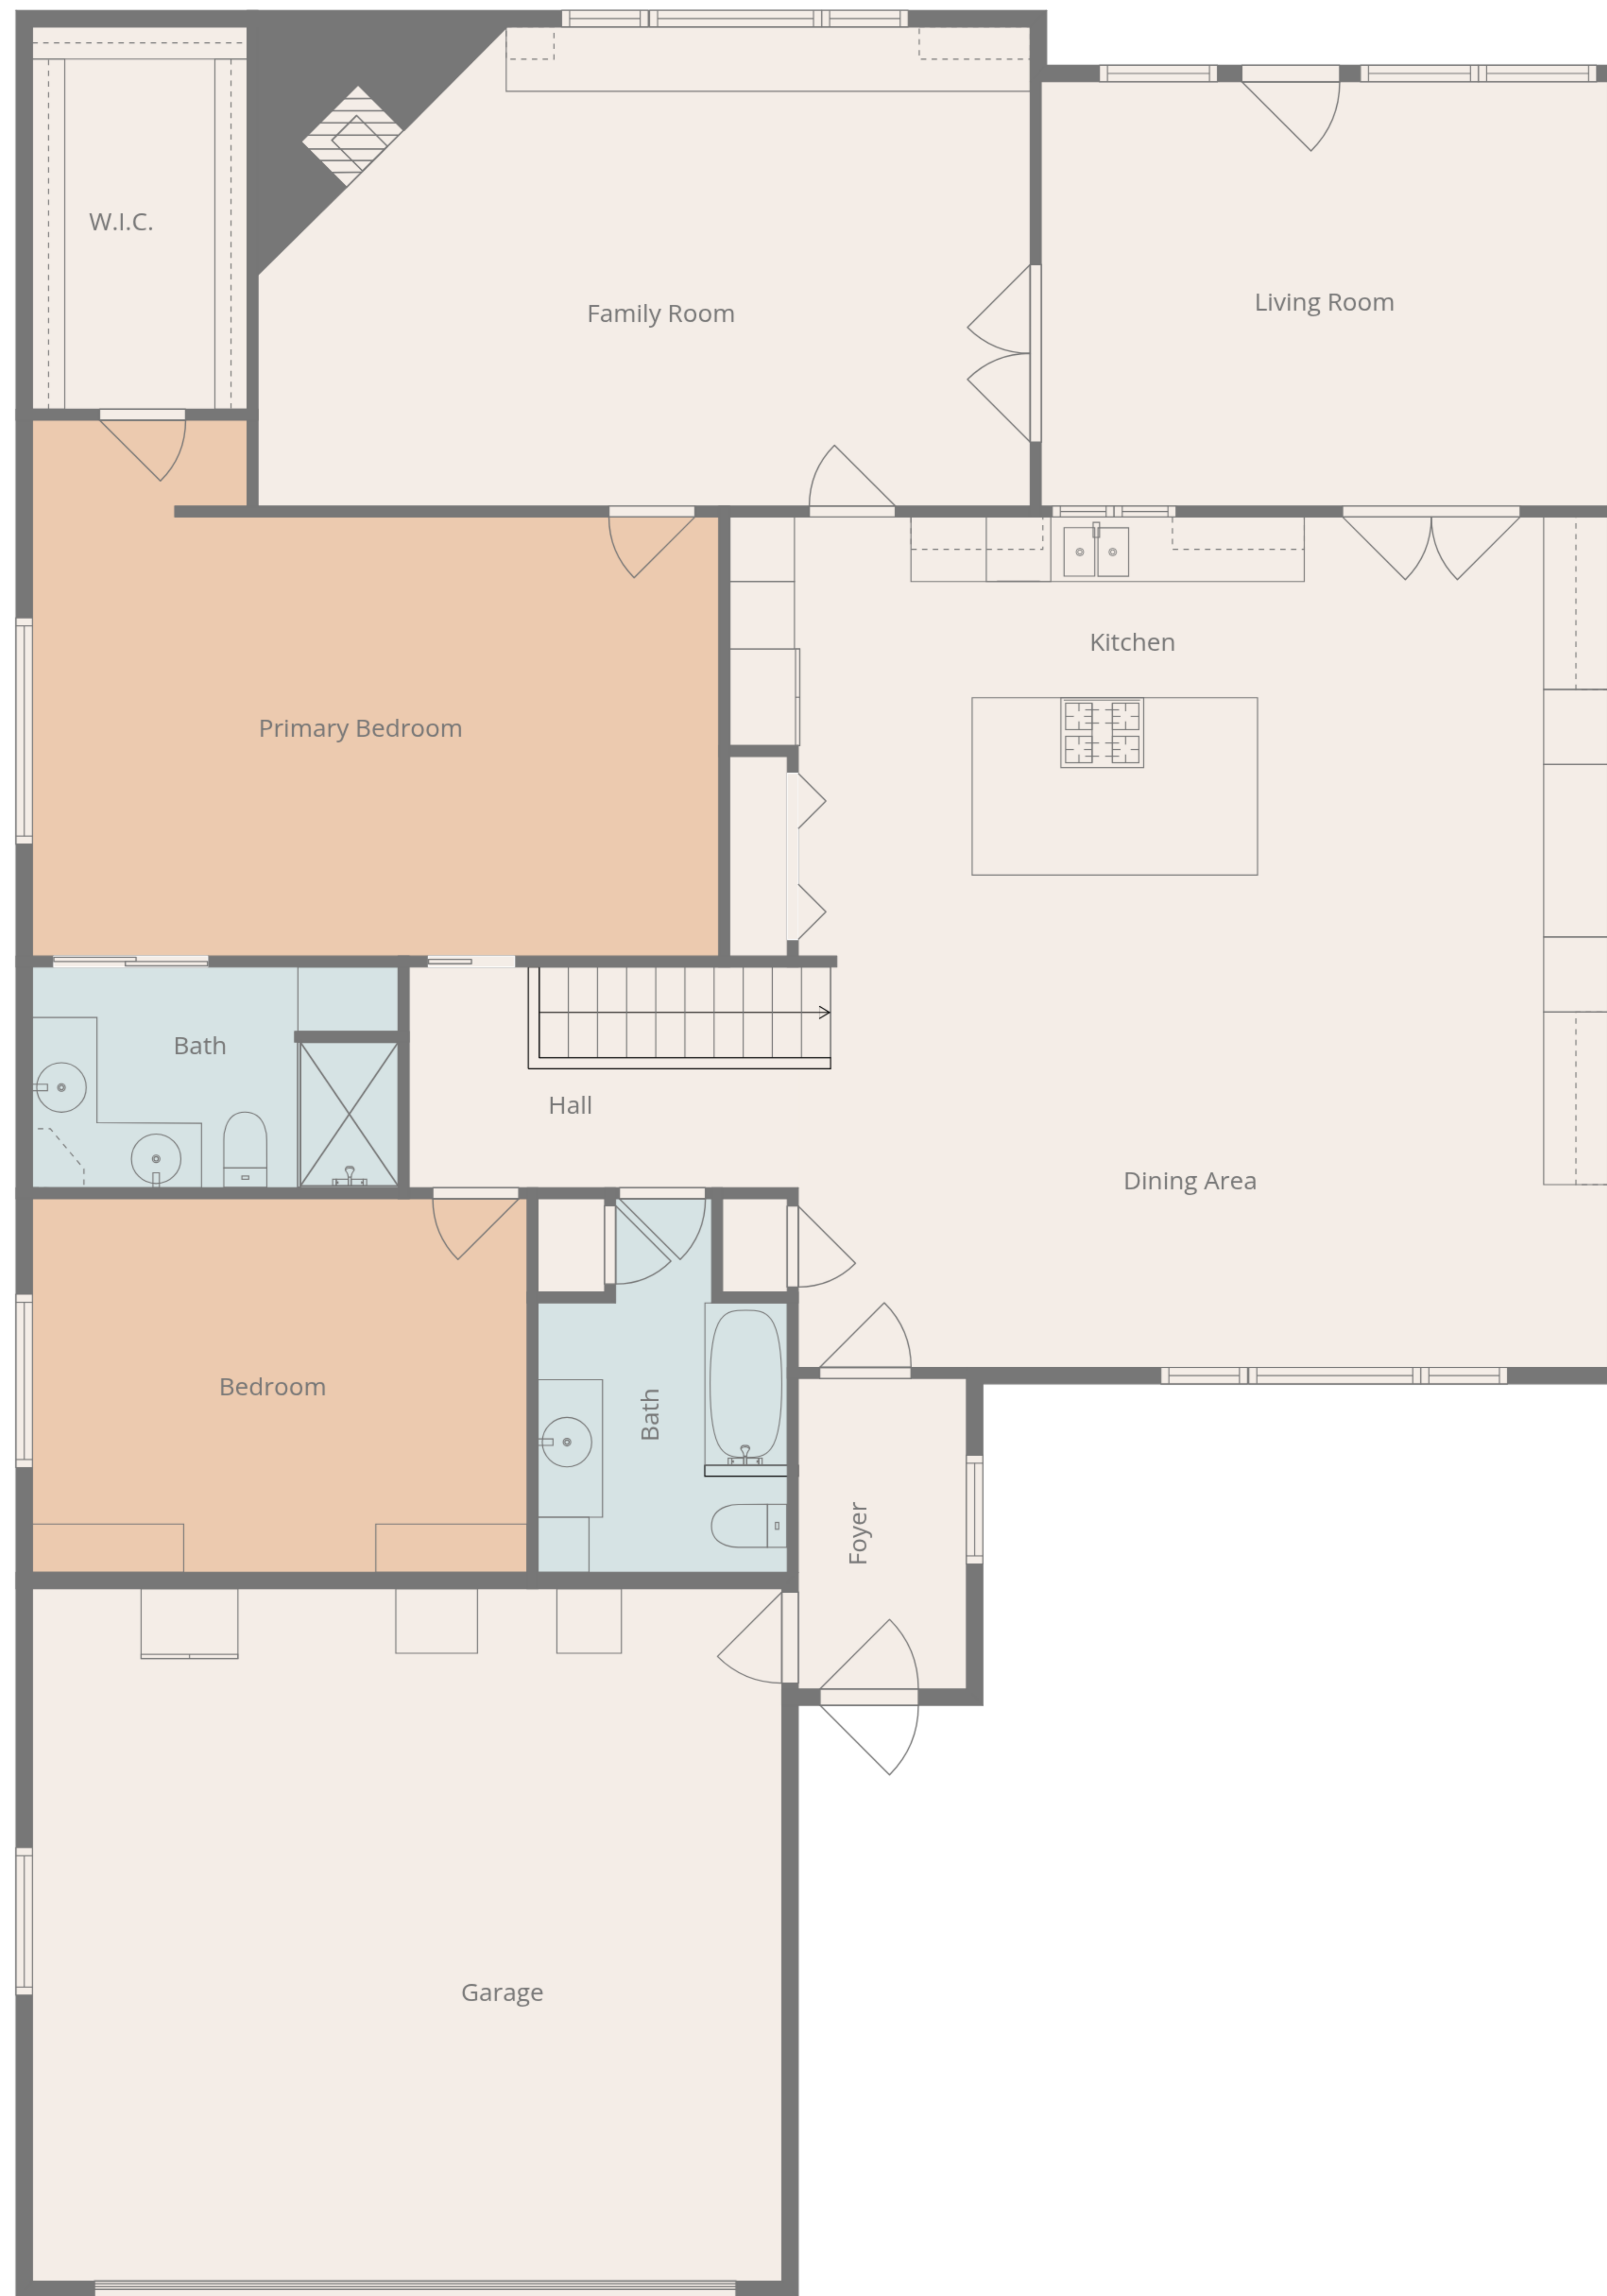 W.I.C.
Family Room
Living Room
Kitchen
Primary Bedroom
Bath
Hall
Dining Area
Bedroom
Bath
Foyer
Garage